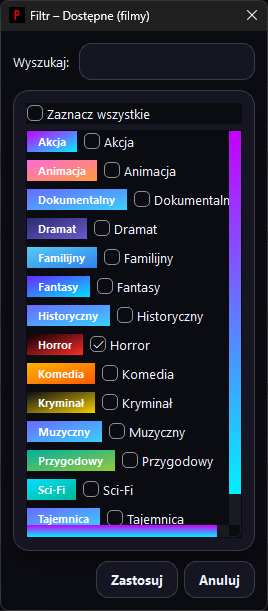 P Filtr – Dostępne (filmy)
Wyszukaj:
Zaznacz wszystkie
Akcja Akcja
Animacja Animacja
Dokumentalny Dokumentaln
Dramat Dramat
Familijny Familijny
Fantasy Fantasy
Historyczny Historyczny
Horror Horror
Komedia Komedia
Kryminał Kryminał
Muzyczny Muzyczny
Przygodowy Przygodowy
Sci-Fi Sci-Fi
Tajemnica Tajemnica
Zastosuj Anuluj